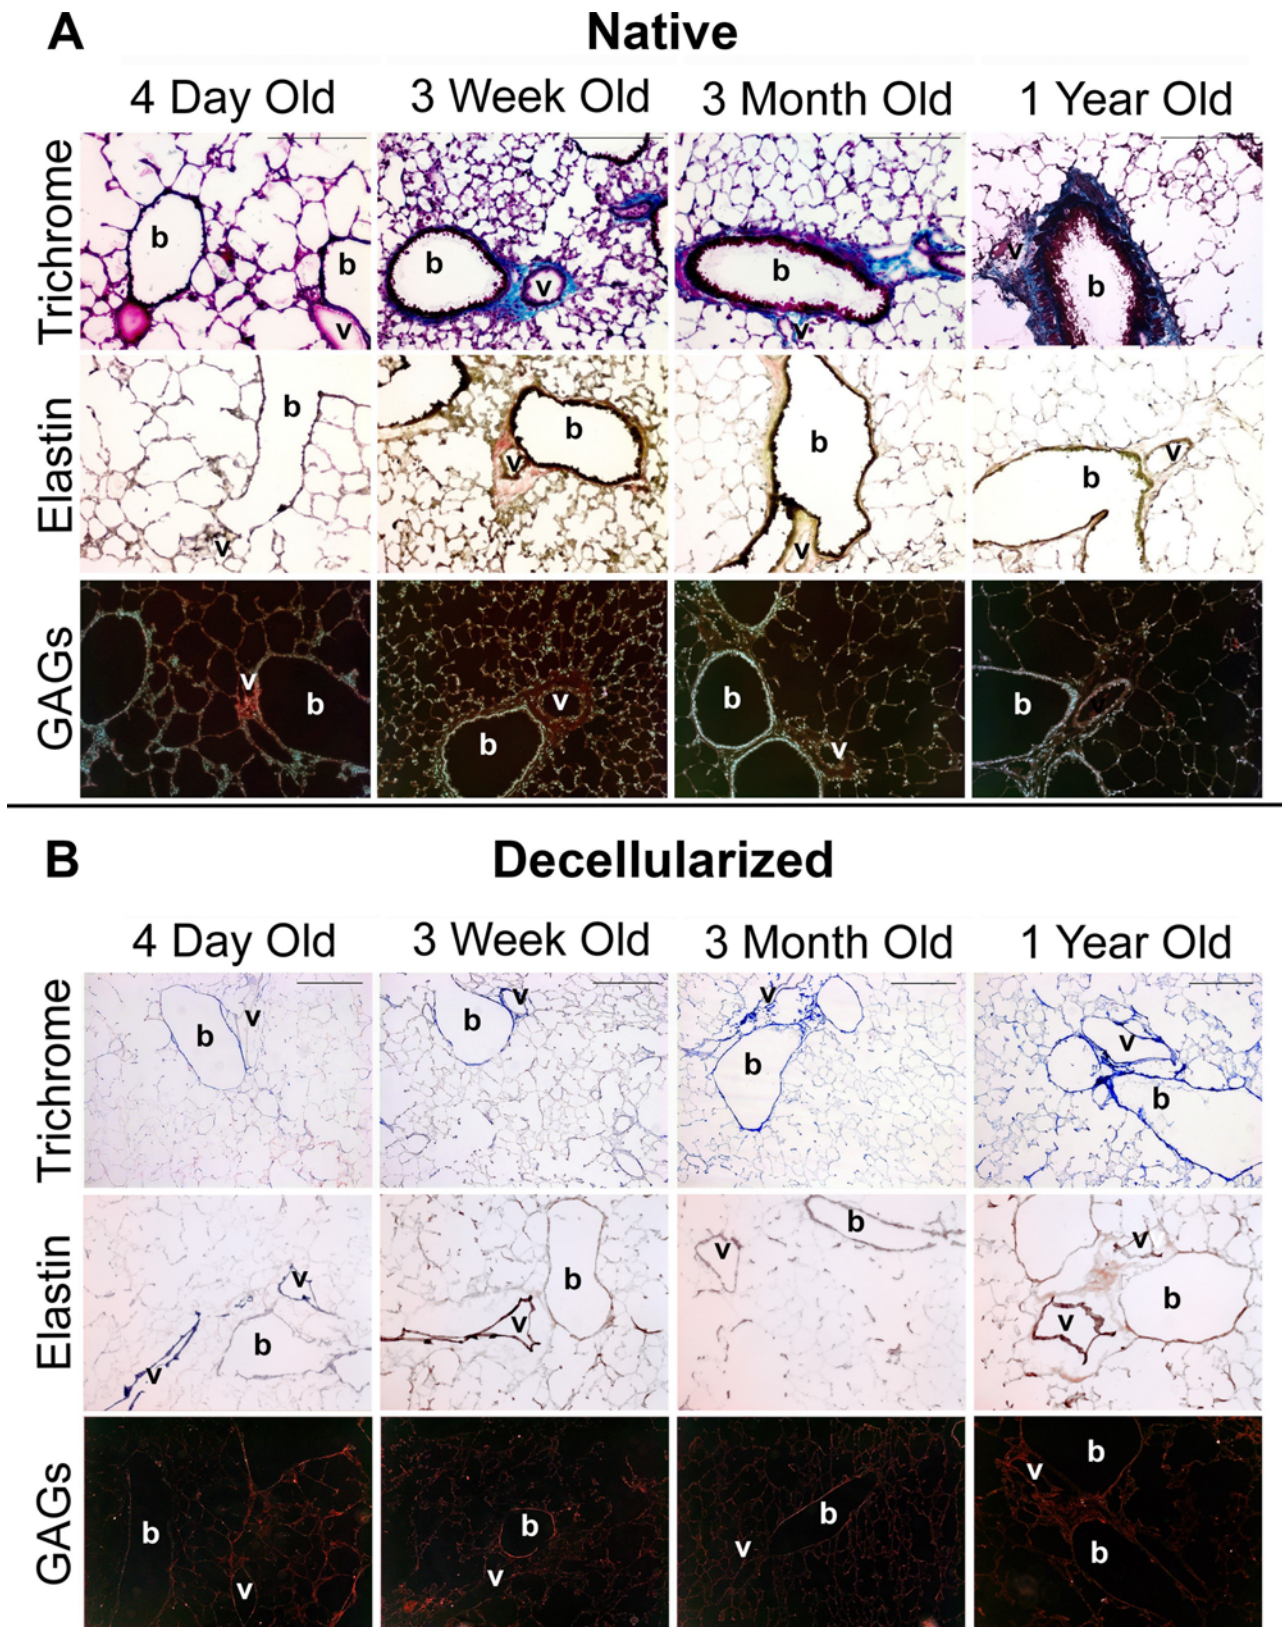 A Native
4 Day Old 3 Week Old 3 Month Old 1 Year Old
Trichrome
b b v
b v
b v
v b
Elastin
b v
b v
b v
b v
GAGs
v b
v b
b v
b v
B Decellularized
4 Day Old 3 Week Old 3 Month Old 1 Year Old
Trichrome
b v
b v
v b
v b
Elastin
v b v
b v
b v
v b v
GAGs
b v
b v
b v
b v b